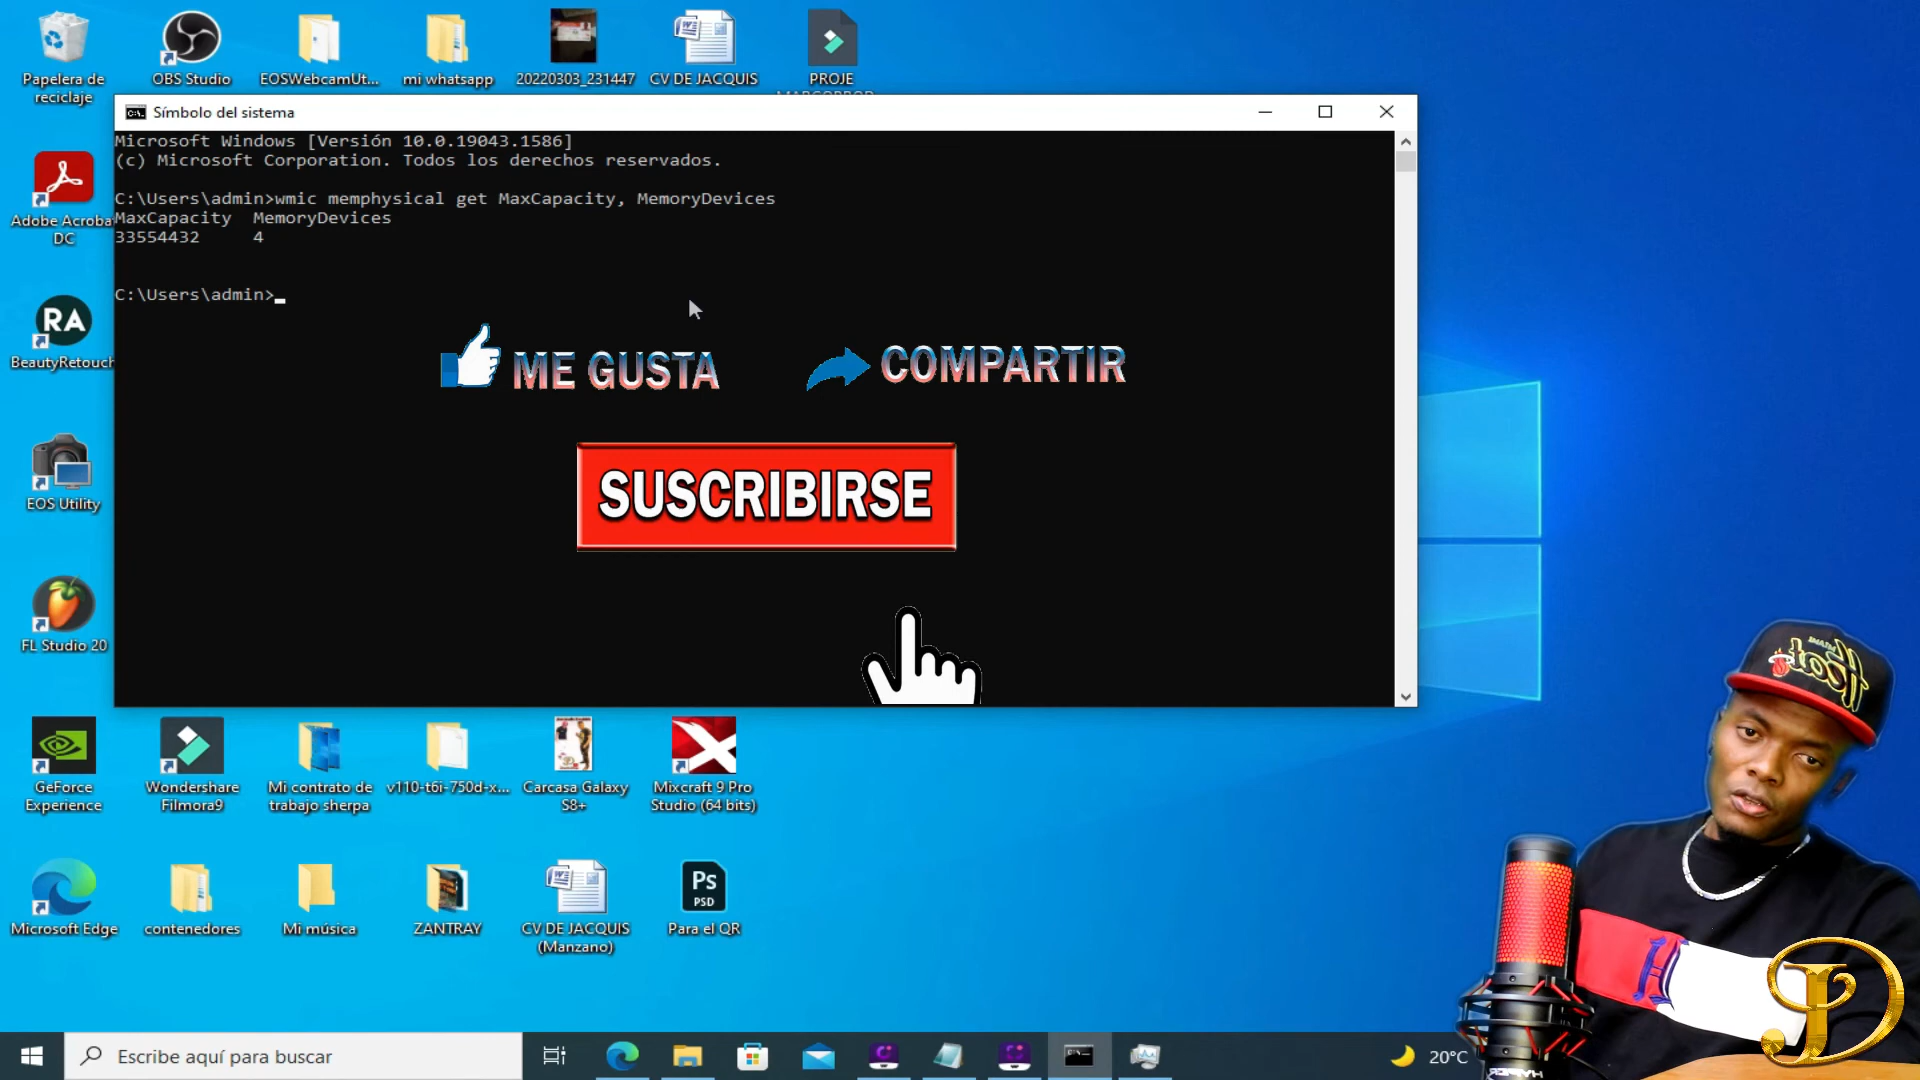 Papelera de
reciclaje
OBS Studio
EOSWebcamUt...
mi whatsapp
20220303_231447
CV DE JACQUIS
PROJE
Símbolo del sistema
Microsoft Windows [Versión 10.0.19043.1586]
(c) Microsoft Corporation. Todos los derechos reservados.
C:\Users\admin>wmic memphysical get MaxCapacity, MemoryDevices
MaxCapacity MemoryDevices
33554432 4
C:\Users\admin>
Adobe Acroba
DC
RA
BeautyRetouch
EOS Utility
FL Studio 20
ME GUSTA
COMPARTIR
SUSCRIBIRSE
GeForce
Experience
Wondershare
Filmora9
Mi contrato de
trabajo sherpa
v110-t6i-750d-x...
Carcasa Galaxy
S8+
Mixcraft 9 Pro
Studio (64 bits)
Microsoft Edge
contenedores
Mi música
ZANTRAY
CV DE JACQUIS
(Manzano)
Ps
PSD
Para el QR
MIAMI
Heat
JD
HYPER
Escribe aquí para buscar
20°C